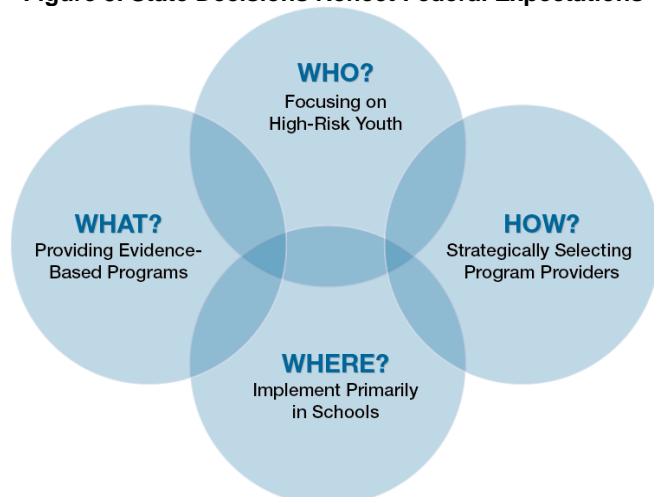 Figure 3. State Decisions Reflect Federal Expectations
WHO?
Focusing on
High-Risk Youth
WHAT?
Providing Evidence-
Based Programs
HOW?
Strategically Selecting
Program Providers
WHERE?
Implement Primarily
in Schools